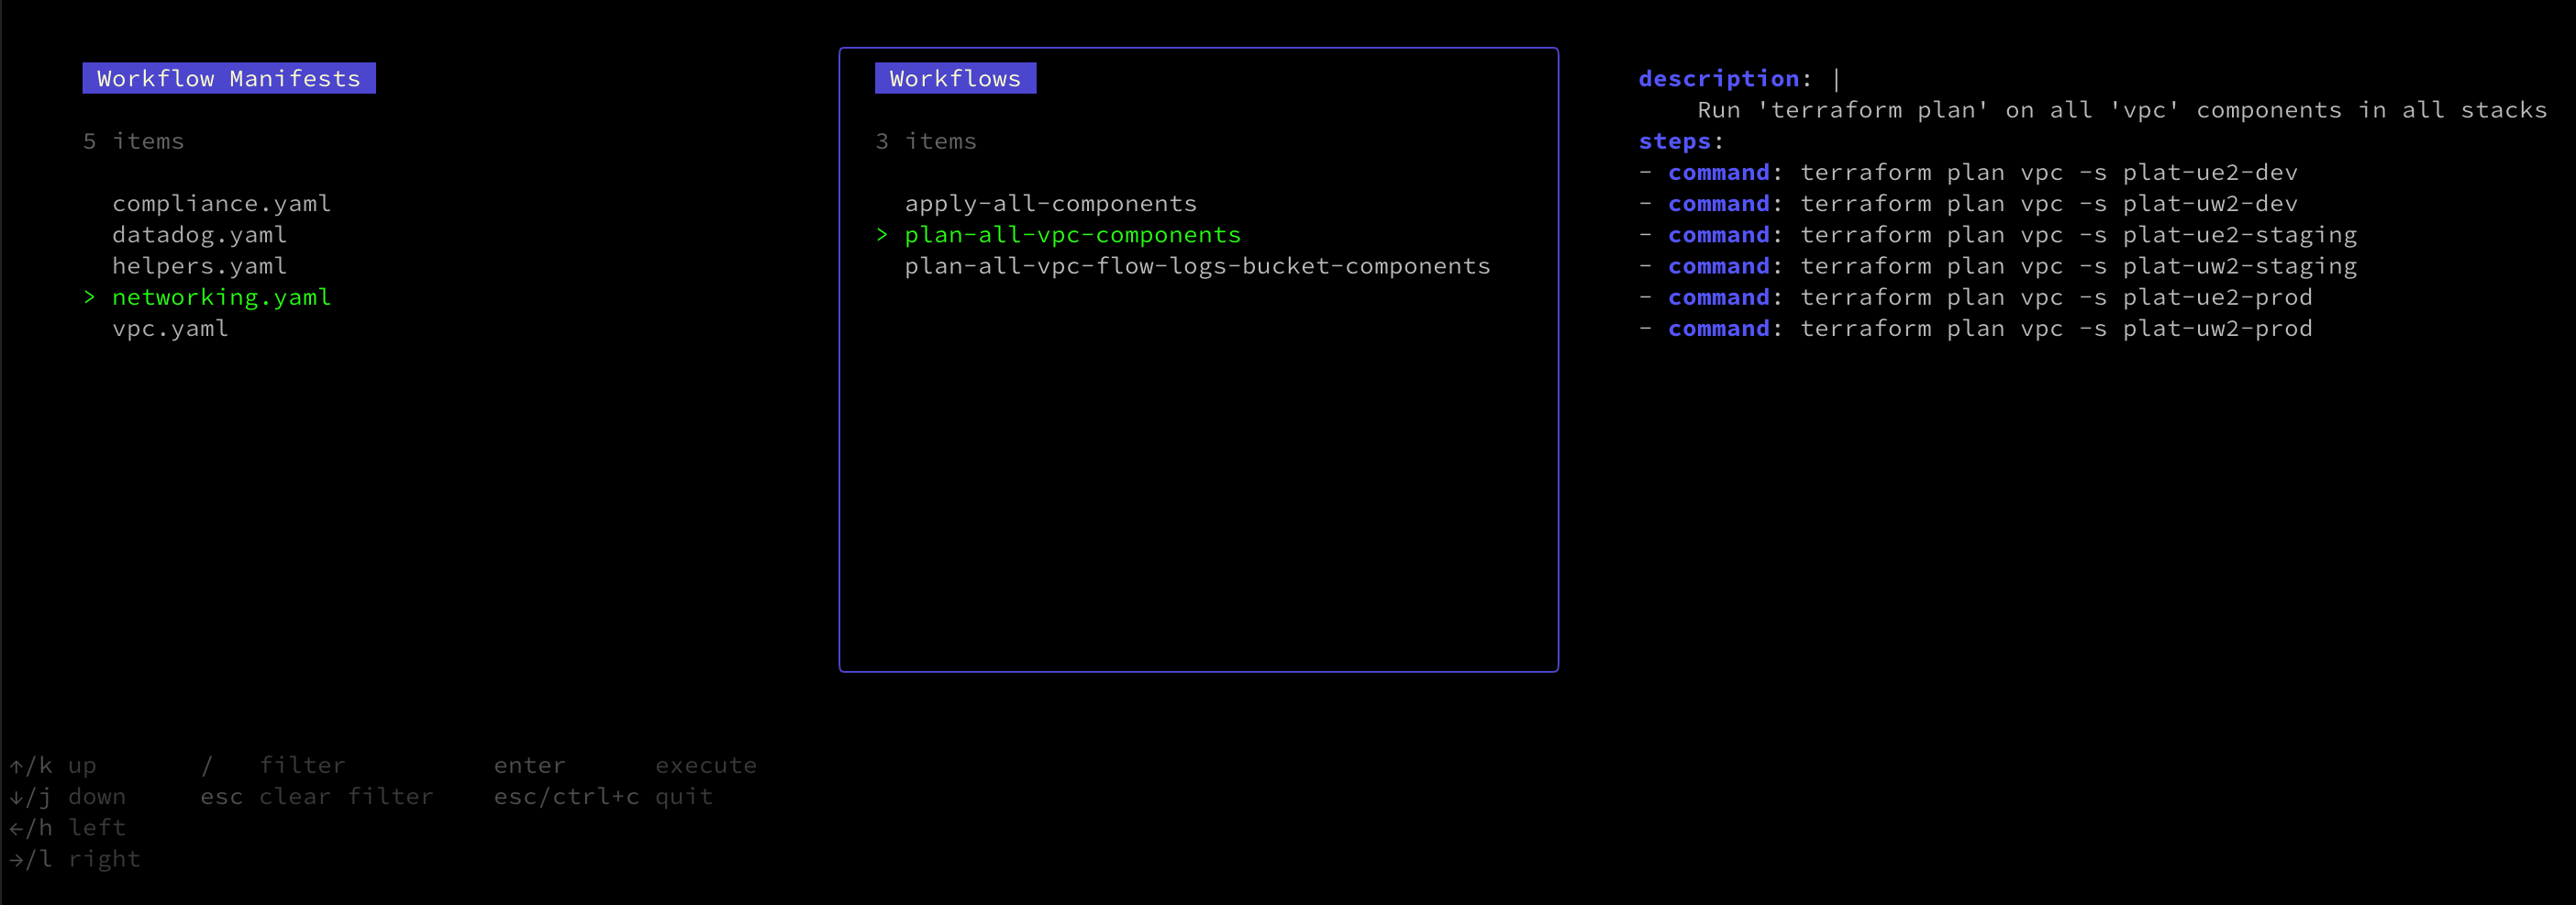 Workflow Manifests
5 items
compliance.yaml
datadog.yaml
helpers.yaml
> networking.yaml
vpc.yaml
Workflows
3 items
apply-all-components
> plan-all-vpc-components
plan-all-vpc-flow-logs-bucket-components
description: |
Run 'terraform plan' on all 'vpc' components in all stacks
steps:
- command: terraform plan vpc -s plat-ue2-dev
- command: terraform plan vpc -s plat-uw2-dev
- command: terraform plan vpc -s plat-ue2-staging
- command: terraform plan vpc -s plat-uw2-staging
- command: terraform plan vpc -s plat-ue2-prod
- command: terraform plan vpc -s plat-uw2-prod
↑/k up / filter enter execute
↓/j down esc clear filter esc/ctrl+c quit
←/h left
→/l right